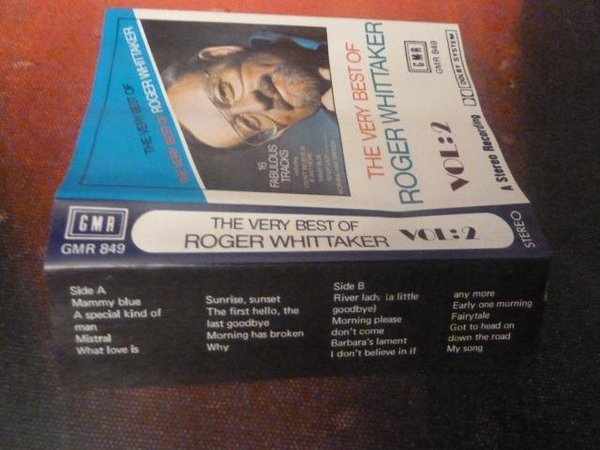 THE VERY BEST OF
THE VERY BEST OF
ROGER WHITTAKER
16
FABULOUS
TRACKS
THE VERY BEST OF
ROGER WHITTAKER
VOL:2
GMR
GMR 849
DOLBY SYSTEM
A Stereo Recording
GMR
GMR 849
THE VERY BEST OF
ROGER WHITTAKER
VOL:2
STEREO
Side A
Mammy blue
A special kind of
man
Mistral
What love is
Sunrise, sunset
The first hello, the
last goodbye
Morning has broken
Why
Side B
River lady (a little
goodbye)
Morning please
don't come
Barbara's lament
I don't believe in if
any more
Early one morning
Fairytale
Got to head on
down the road
My song